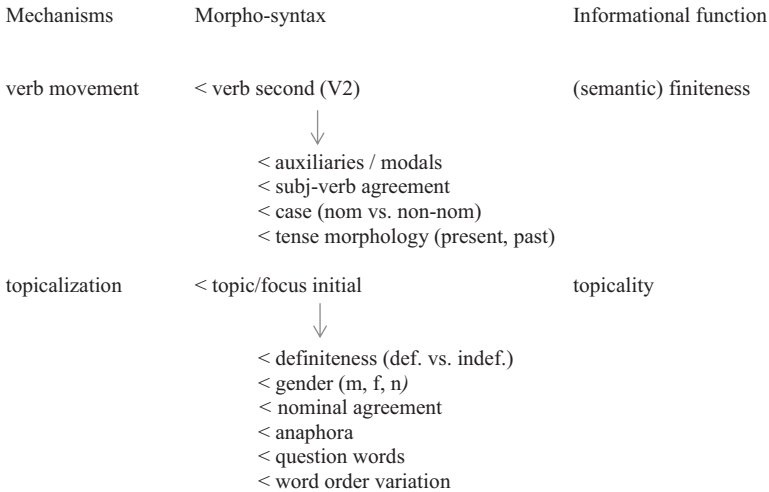 Mechanisms Morpho-syntax Informational function
verb movement < verb second (V2) (semantic) finiteness
< auxiliaries / modals
< subj-verb agreement
< case (nom vs. non-nom)
< tense morphology (present, past)
topicalization < topic/focus initial topicality
< definiteness (def. vs. indef.)
< gender (m, f, n)
< nominal agreement
< anaphora
< question words
< word order variation